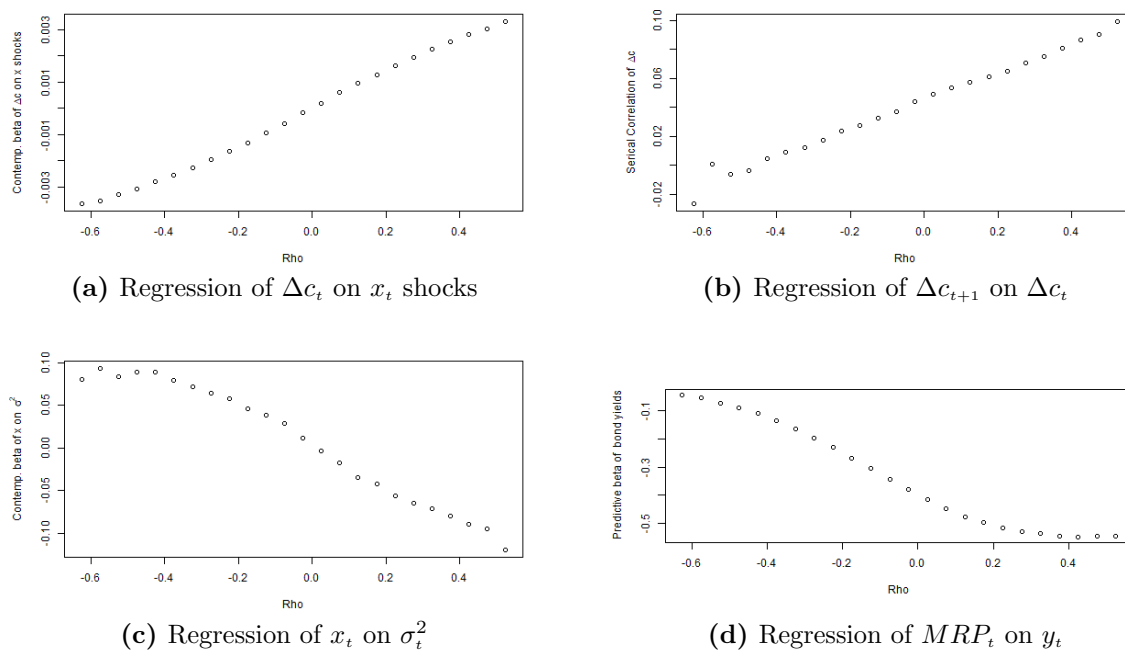 Contemp. beta of Δc on x shocks
0.003
0.001
-0.001
-0.003
-0.6 -0.4 -0.2 0.0 0.2 0.4
Rho
(a) Regression of Δc_t on x_t shocks
Serical Correlation of Δc
0.10
0.06
0.02
-0.02
-0.6 -0.4 -0.2 0.0 0.2 0.4
Rho
(b) Regression of Δc_{t+1} on Δc_t
Contemp. beta of x on σ²
0.10
0.05
0.00
-0.05
-0.10
-0.6 -0.4 -0.2 0.0 0.2 0.4
Rho
(c) Regression of x_t on σ_t^2
Predictive beta of bond yields
-0.1
-0.3
-0.5
-0.6 -0.4 -0.2 0.0 0.2 0.4
Rho
(d) Regression of MRP_t on y_t